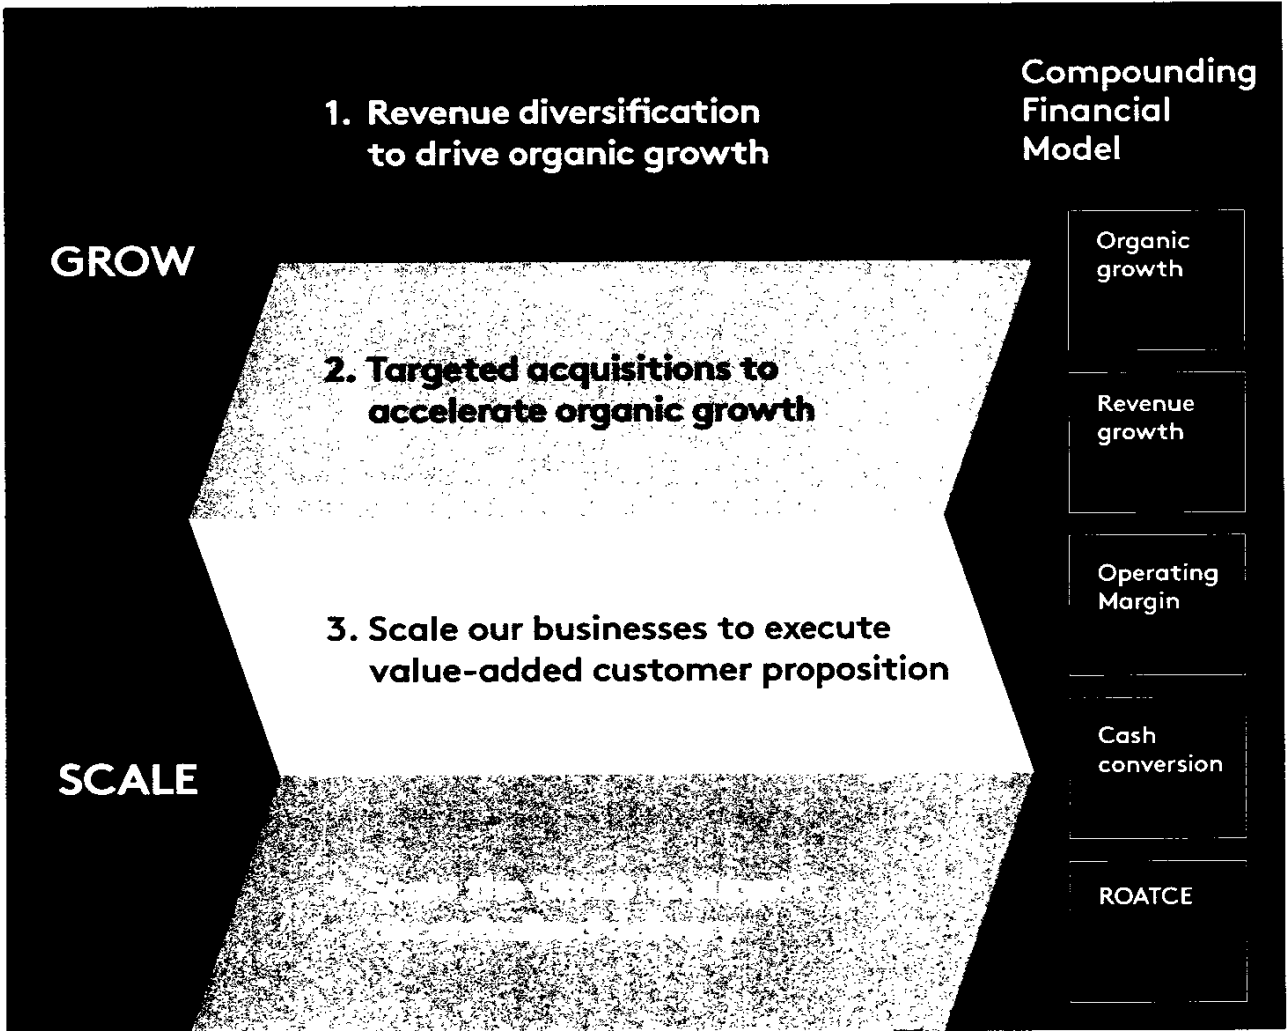 1. Revenue diversification
to drive organic growth
Compounding
Financial
Model
GROW
2. Targeted acquisitions to
accelerate organic growth
3. Scale our businesses to execute
value-added customer proposition
SCALE
Organic
growth
Revenue
growth
Operating
Margin
Cash
conversion
ROATCE